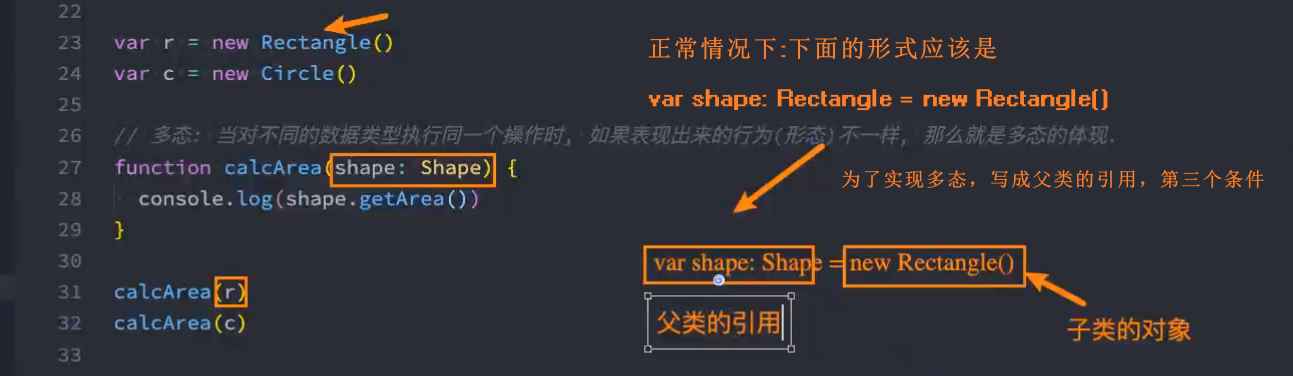 22
23 var r = new Rectangle()
24 var c = new Circle()
25
26 // 多态: 当对不同的数据类型执行同一个操作时, 如果表现出来的行为(形态)不一样, 那么就是多态的体现.
27 function calcArea(shape: Shape) {
28 console.log(shape.getArea())
29 }
30
31 calcArea(r)
32 calcArea(c)
33
正常情况下:下面的形式应该是
var shape: Rectangle = new Rectangle()
为了实现多态，写成父类的引用，第三个条件
var shape: Shape = new Rectangle()
父类的引用
子类的对象